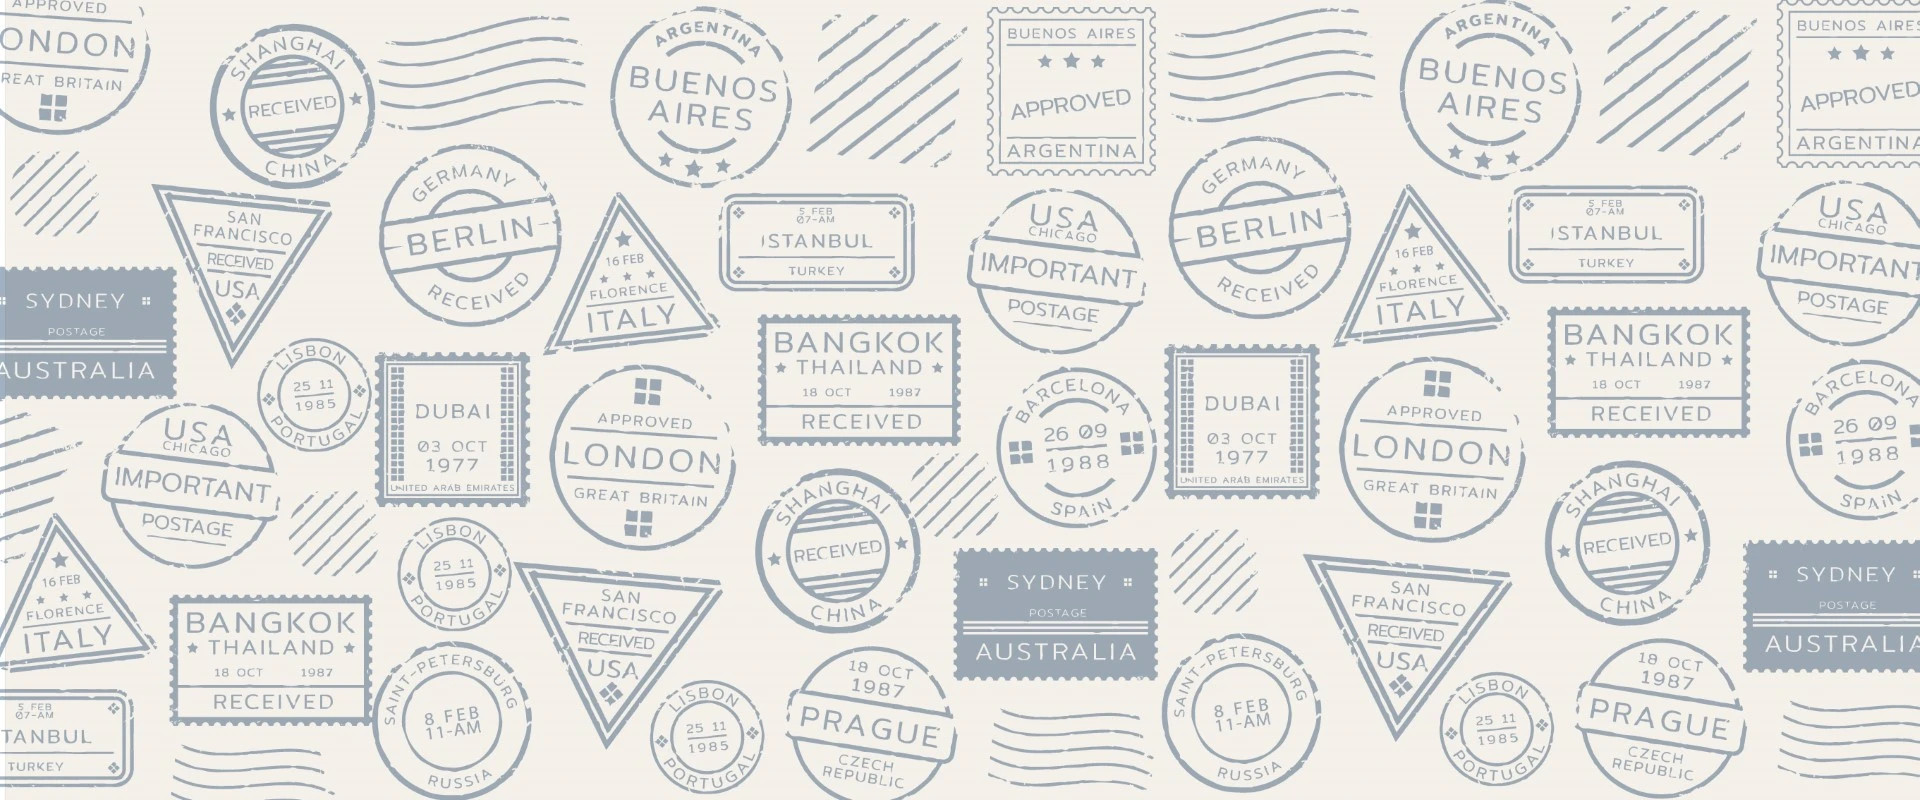 APPROVED
LONDON
GREAT BRITAIN
SHANGHAI
RECEIVED
CHINA
ARGENTINA
BUENOS
AIRES
BUENOS AIRES
APPROVED
ARGENTINA
ARGENTINA
BUENOS
AIRES
BUENOS AIRES
APPROVED
ARGENTINA
SAN
FRANCISCO
RECEIVED
USA
GERMANY
BERLIN
RECEIVED
16 FEB
FLORENCE
ITALY
5 FEB
07-AM
ISTANBUL
TURKEY
USA
CHICAGO
IMPORTANT
POSTAGE
GERMANY
BERLIN
RECEIVED
16 FEB
FLORENCE
ITALY
5 FEB
07-AM
ISTANBUL
TURKEY
USA
CHICAGO
IMPORTANT
POSTAGE
SYDNEY
POSTAGE
AUSTRALIA
LISBON
25 11
1985
PORTUGAL
DUBAI
03 OCT
1977
UNITED ARAB EMIRATES
APPROVED
LONDON
GREAT BRITAIN
BANGKOK
THAILAND
18 OCT 1987
RECEIVED
BARCELONA
26 09
1988
SPAIN
DUBAI
03 OCT
1977
UNITED ARAB EMIRATES
APPROVED
LONDON
GREAT BRITAIN
BANGKOK
THAILAND
18 OCT 1987
RECEIVED
BARCELONA
26 09
1988
SPAIN
USA
CHICAGO
IMPORTANT
POSTAGE
LISBON
25 11
1985
PORTUGAL
SHANGHAI
RECEIVED
CHINA
SYDNEY
POSTAGE
AUSTRALIA
SHANGHAI
RECEIVED
CHINA
SYDNEY
POSTAGE
AUSTRALIA
16 FEB
FLORENCE
ITALY
BANGKOK
THAILAND
18 OCT 1987
RECEIVED
SAN
FRANCISCO
RECEIVED
USA
SAN
FRANCISCO
RECEIVED
USA
5 FEB
07-AM
TANBUL
TURKEY
SAINT-PETERSBURG
8 FEB
11-AM
RUSSIA
LISBON
25 11
1985
PORTUGAL
18 OCT
1987
PRAGUE
CZECH
REPUBLIC
SAINT-PETERSBURG
8 FEB
11-AM
RUSSIA
LISBON
25 11
1985
PORTUGAL
18 OCT
1987
PRAGUE
CZECH
REPUBLIC